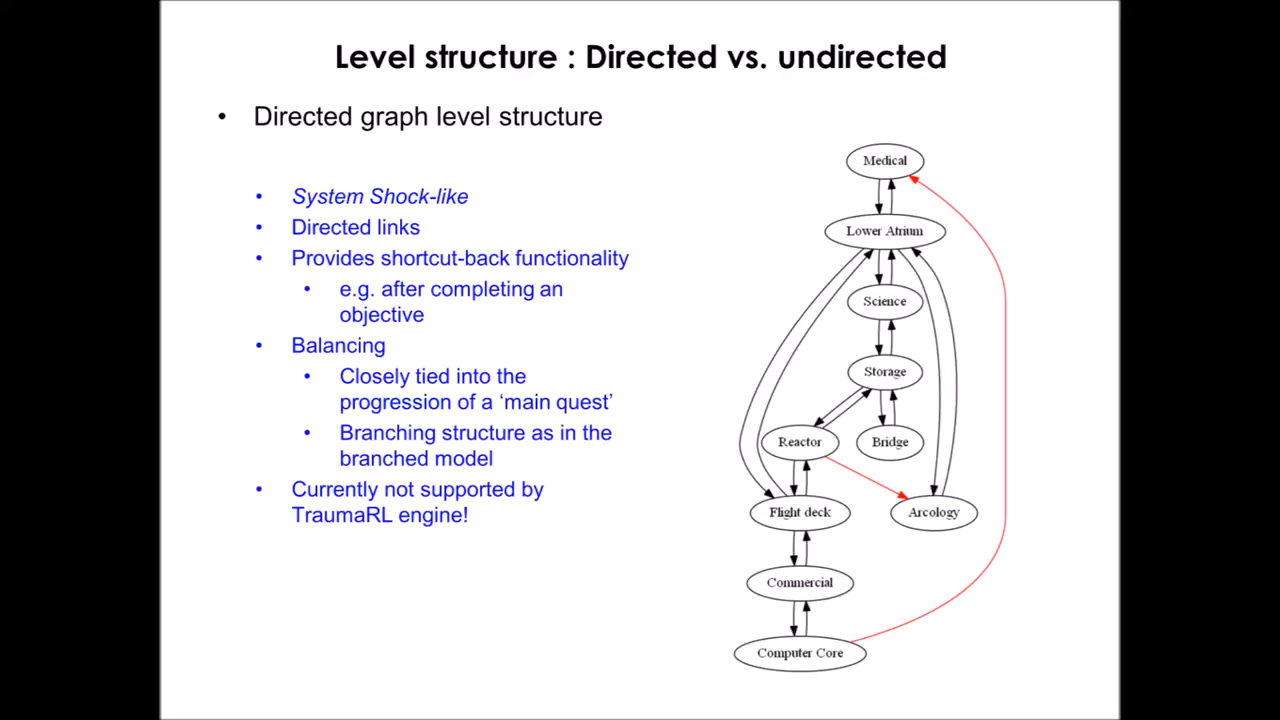 Level structure : Directed vs. undirected
• Directed graph level structure
• System Shock-like
• Directed links
• Provides shortcut-back functionality
• e.g. after completing an
objective
• Balancing
• Closely tied into the
progression of a ‘main quest’
• Branching structure as in the
branched model
• Currently not supported by
TraumaRL engine!
Medical
Lower Atrium
Science
Storage
Reactor
Bridge
Flight deck
Arcology
Commercial
Computer Core